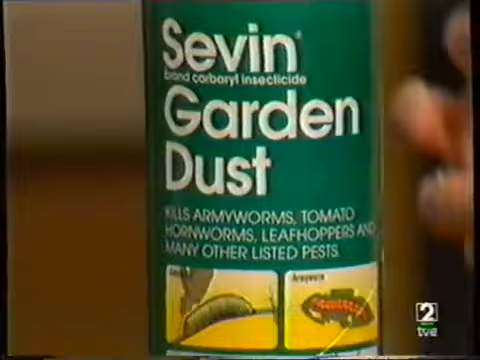 Sevin®
brand carbaryl insecticide
Garden
Dust
KILLS ARMYWORMS, TOMATO
HORNWORMS, LEAFHOPPERS AND
MANY OTHER LISTED PESTS.
Armyworm
2
tve